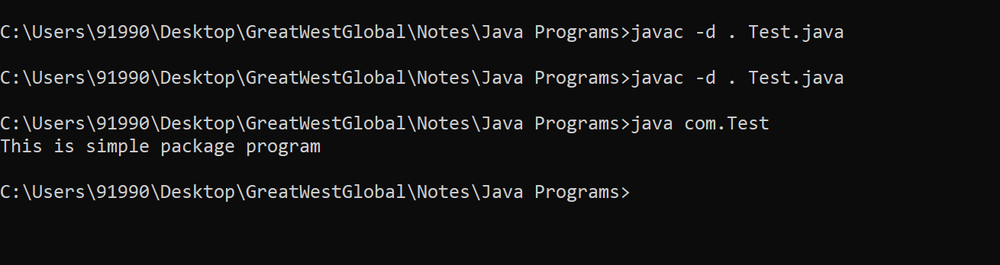 C:\Users\91990\Desktop\GreatWestGlobal\Notes\Java Programs>javac -d . Test.java
C:\Users\91990\Desktop\GreatWestGlobal\Notes\Java Programs>javac -d . Test.java
C:\Users\91990\Desktop\GreatWestGlobal\Notes\Java Programs>java com.Test
This is simple package program
C:\Users\91990\Desktop\GreatWestGlobal\Notes\Java Programs>